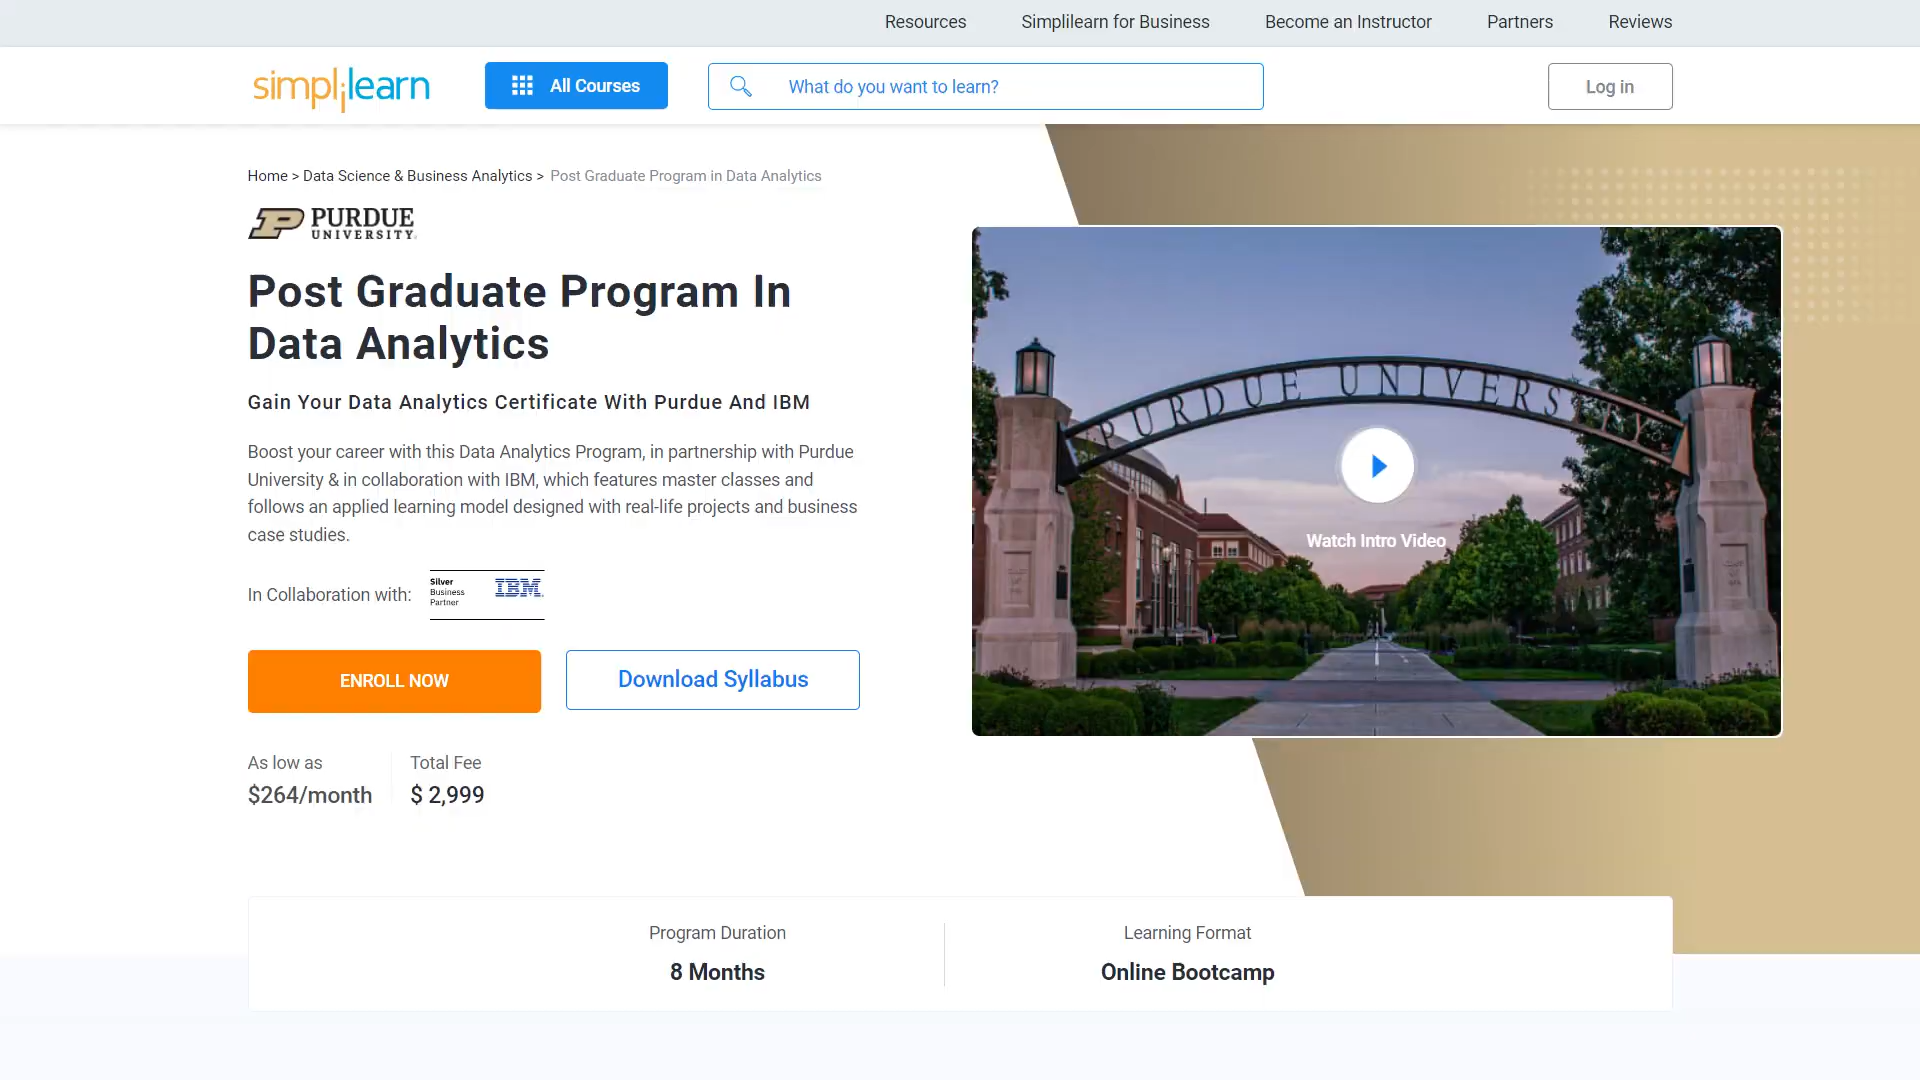 Resources Simplilearn for Business Become an Instructor Partners Reviews
simplilearn All Courses What do you want to learn? Log in
Home > Data Science & Business Analytics > Post Graduate Program in Data Analytics
PURDUE
UNIVERSITY
Post Graduate Program In
Data Analytics
Gain Your Data Analytics Certificate With Purdue And IBM
Boost your career with this Data Analytics Program, in partnership with Purdue
University & in collaboration with IBM, which features master classes and
follows an applied learning model designed with real-life projects and business
case studies.
In Collaboration with:
Silver
Business
Partner
IBM
ENROLL NOW Download Syllabus
As low as Total Fee
$264/month $ 2,999
PURDUE UNIVERSITY
Watch Intro Video
Program Duration Learning Format
8 Months Online Bootcamp